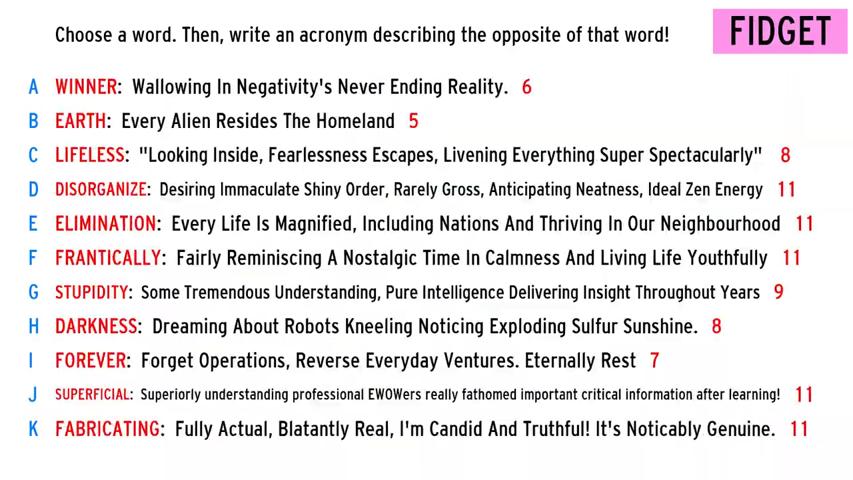 Choose a word. Then, write an acronym describing the opposite of that word!
FIDGET
A WINNER: Wallowing In Negativity's Never Ending Reality. 6
B EARTH: Every Alien Resides The Homeland 5
C LIFELESS: "Looking Inside, Fearlessness Escapes, Livening Everything Super Spectacularly" 8
D DISORGANIZE: Desiring Immaculate Shiny Order, Rarely Gross, Anticipating Neatness, Ideal Zen Energy 11
E ELIMINATION: Every Life Is Magnified, Including Nations And Thriving In Our Neighbourhood 11
F FRANTICALLY: Fairly Reminiscing A Nostalgic Time In Calmness And Living Life Youthfully 11
G STUPIDITY: Some Tremendous Understanding, Pure Intelligence Delivering Insight Throughout Years 9
H DARKNESS: Dreaming About Robots Kneeling Noticing Exploding Sulfur Sunshine. 8
I FOREVER: Forget Operations, Reverse Everyday Ventures. Eternally Rest 7
J SUPERFICIAL: Superiorly understanding professional EWOWers really fathomed important critical information after learning! 11
K FABRICATING: Fully Actual, Blatantly Real, I'm Candid And Truthful! It's Noticably Genuine. 11